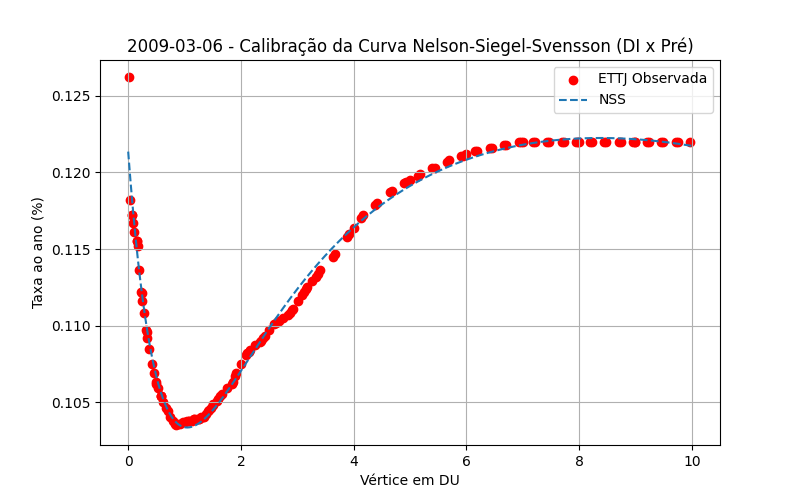 2009-03-06 - Calibração da Curva Nelson-Siegel-Svensson (DI x Pré)
ETTJ Observada
NSS
0.125
0.120
0.115
0.110
0.105
Taxa ao ano (%)
0 2 4 6 8 10
Vértice em DU